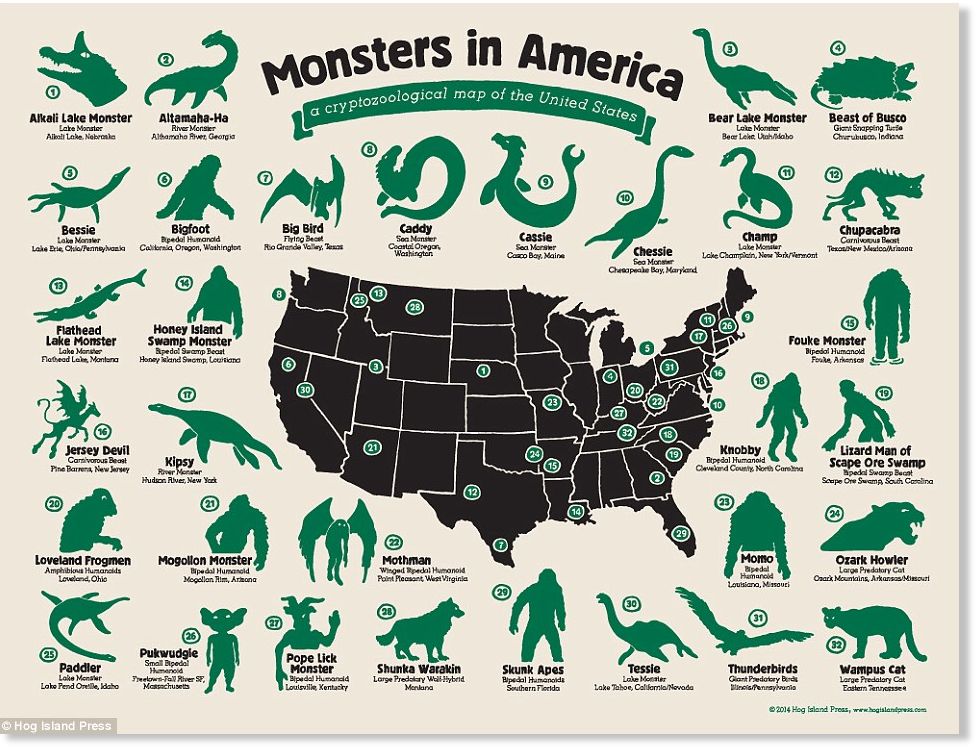 Monsters in America
a cryptozoological map of the United States
1
Alkali Lake Monster
Lake Monster
Alkali Lake, Nebraska
2
Altamaha-Ha
River Monster
Althamaha River, Georgia
3
Bear Lake Monster
Lake Monster
Bear Lake, Utah/Idaho
4
Beast of Busco
Giant Snapping Turtle
Churubusco, Indiana
5
Bessie
Lake Monster
Lake Erie, Ohio/Pennsylvania
6
Bigfoot
Bipedal Humanoid
California, Oregon, Washington
7
Big Bird
Flying Beast
Rio Grande Valley, Texas
8
Caddy
Sea Monster
Coastal Oregon,
Washington
9
Cassie
Sea Monster
Casco Bay, Maine
10
Chessie
Sea Monster
Chesapeake Bay, Maryland
11
Champ
Lake Monster
Lake Champlain, New York/Vermont
12
Chupacabra
Carnivorous Beast
Texas/New Mexico/Arizona
13
Flathead
Lake Monster
Lake Monster
Flathead Lake, Montana
14
Honey Island
Swamp Monster
Bipedal Swamp Beast
Honey Island Swamp, Louisiana
15
Fouke Monster
Bipedal Humanoid
Fouke, Arkansas
16
Jersey Devil
Carnivorous Beast
Pine Barrens, New Jersey
17
Kipsy
River Monster
Hudson River, New York
18
Knobby
Bipedal Humanoid
Cleveland County, North Carolina
19
Lizard Man of
Scape Ore Swamp
Bipedal Swamp Beast
Scape Ore Swamp, South Carolina
8
25
13
28
6
30
3
1
21
12
7
24
15
14
23
4
5
27
20
22
31
32
18
19
2
29
11
17
26
9
16
10
20
Loveland Frogmen
Amphibious Humanoids
Loveland, Ohio
21
Mogollon Monster
Bipedal Humanoid
Mogollon Rim, Arizona
22
Mothman
Winged Bipedal Humanoid
Point Pleasant, West Virginia
23
Momo
Bipedal
Humanoid
Louisiana, Missouri
24
Ozark Howler
Large Predatory Cat
Ozark Mountains, Arkansas/Missouri
25
Paddler
Lake Monster
Lake Pend Oreille, Idaho
26
Pukwudgie
Small Bipedal
Humanoid
Freetown-Fall River SF,
Massachusetts
27
Pope Lick
Monster
Bipedal Humanoid
Louisville, Kentucky
28
Shunka Warakin
Large Predatory Wolf-Hybrid
Montana
29
Skunk Apes
Bipedal Humanoids
Southern Florida
30
Tessie
Lake Monster
Lake Tahoe, California/Nevada
31
Thunderbirds
Giant Predatory Birds
Illinois/Pennsylvania
32
Wampus Cat
Large Predatory Cat
Eastern Tennessee
© 2014 Hog Island Press, www.hogislandpress.com
© Hog Island Press